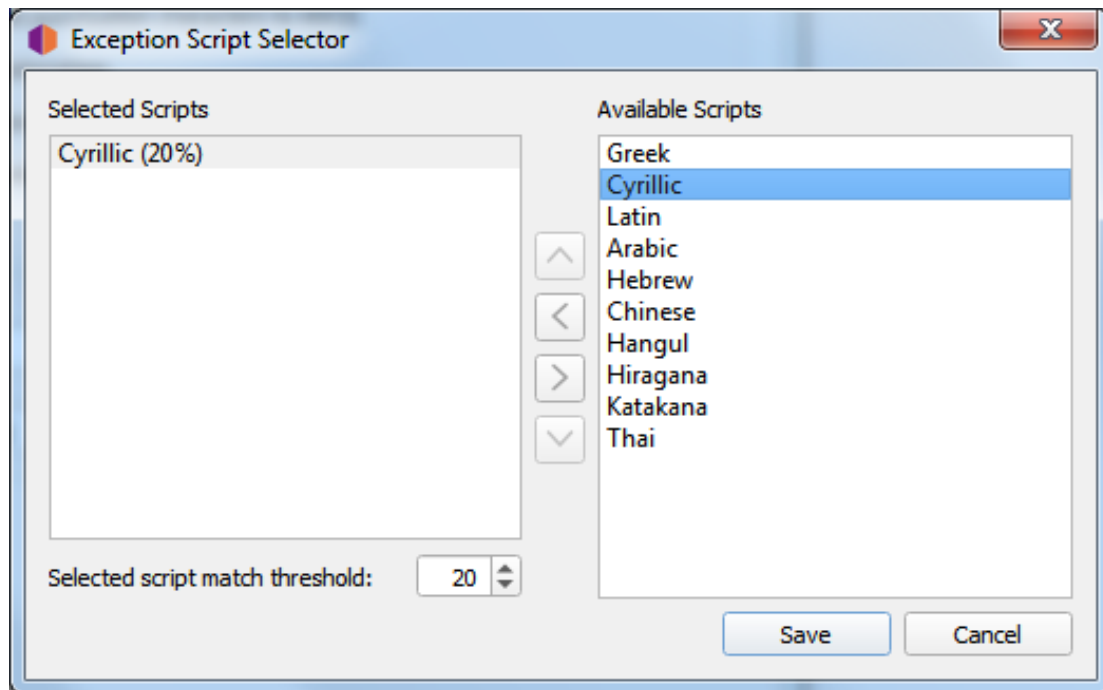 Exception Script Selector
Selected Scripts
Cyrillic (20%)
Selected script match threshold:
20
Available Scripts
Greek
Cyrillic
Latin
Arabic
Hebrew
Chinese
Hangul
Hiragana
Katakana
Thai
Save
Cancel